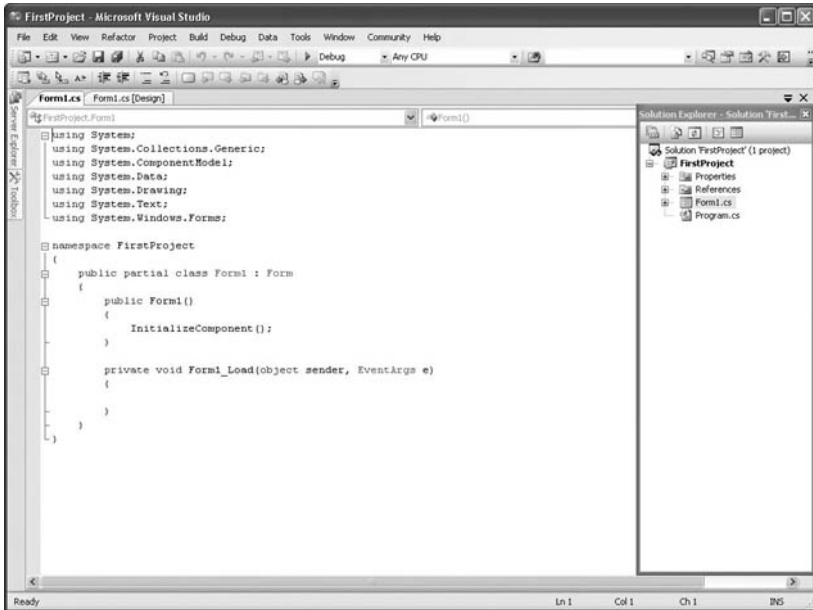 FirstProject - Microsoft Visual Studio
File Edit View Refactor Project Build Debug Data Tools Window Community Help
Debug Any CPU
Form1.cs Form1.cs [Design]
FirstProject.Form1 Form1()
Server Explorer
Toolbox
using System;
using System.Collections.Generic;
using System.ComponentModel;
using System.Data;
using System.Drawing;
using System.Text;
using System.Windows.Forms;
namespace FirstProject
{
public partial class Form1 : Form
{
public Form1()
{
InitializeComponent();
}
private void Form1_Load(object sender, EventArgs e)
{
}
}
}
Solution Explorer - Solution 'First...
Solution 'FirstProject' (1 project)
FirstProject
Properties
References
Form1.cs
Program.cs
Ready Ln 1 Col 1 Ch 1 INS